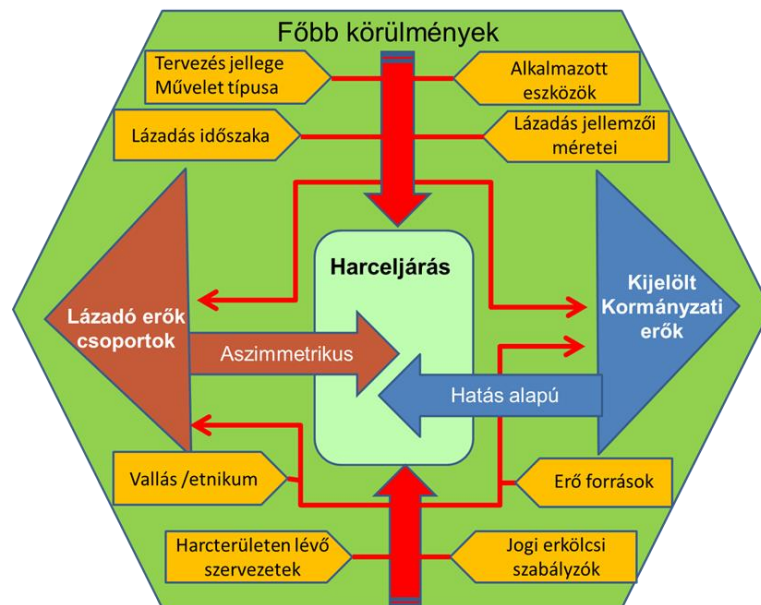 Főbb körülmények
Tervezés jellege
Művelet típusa
Alkalmazott
eszközök
Lázadás időszaka
Lázadás jellemzői
méretei
Harceljárás
Lázadó erők
csoportok
Kijelölt
Kormányzati
erők
Aszimmetrikus
Hatás alapú
Vallás /etnikum
Erő források
Harcterületen lévő
szervezetek
Jogi erkölcsi
szabályzók